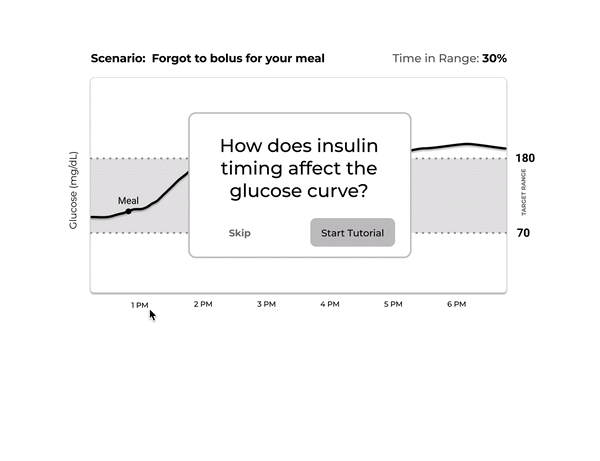 Scenario: Forgot to bolus for your meal
Time in Range: 30%
Glucose (mg/dL)
Meal
How does insulin
timing affect the
glucose curve?
Skip
Start Tutorial
180
TARGET RANGE
70
1 PM
2 PM
3 PM
4 PM
5 PM
6 PM